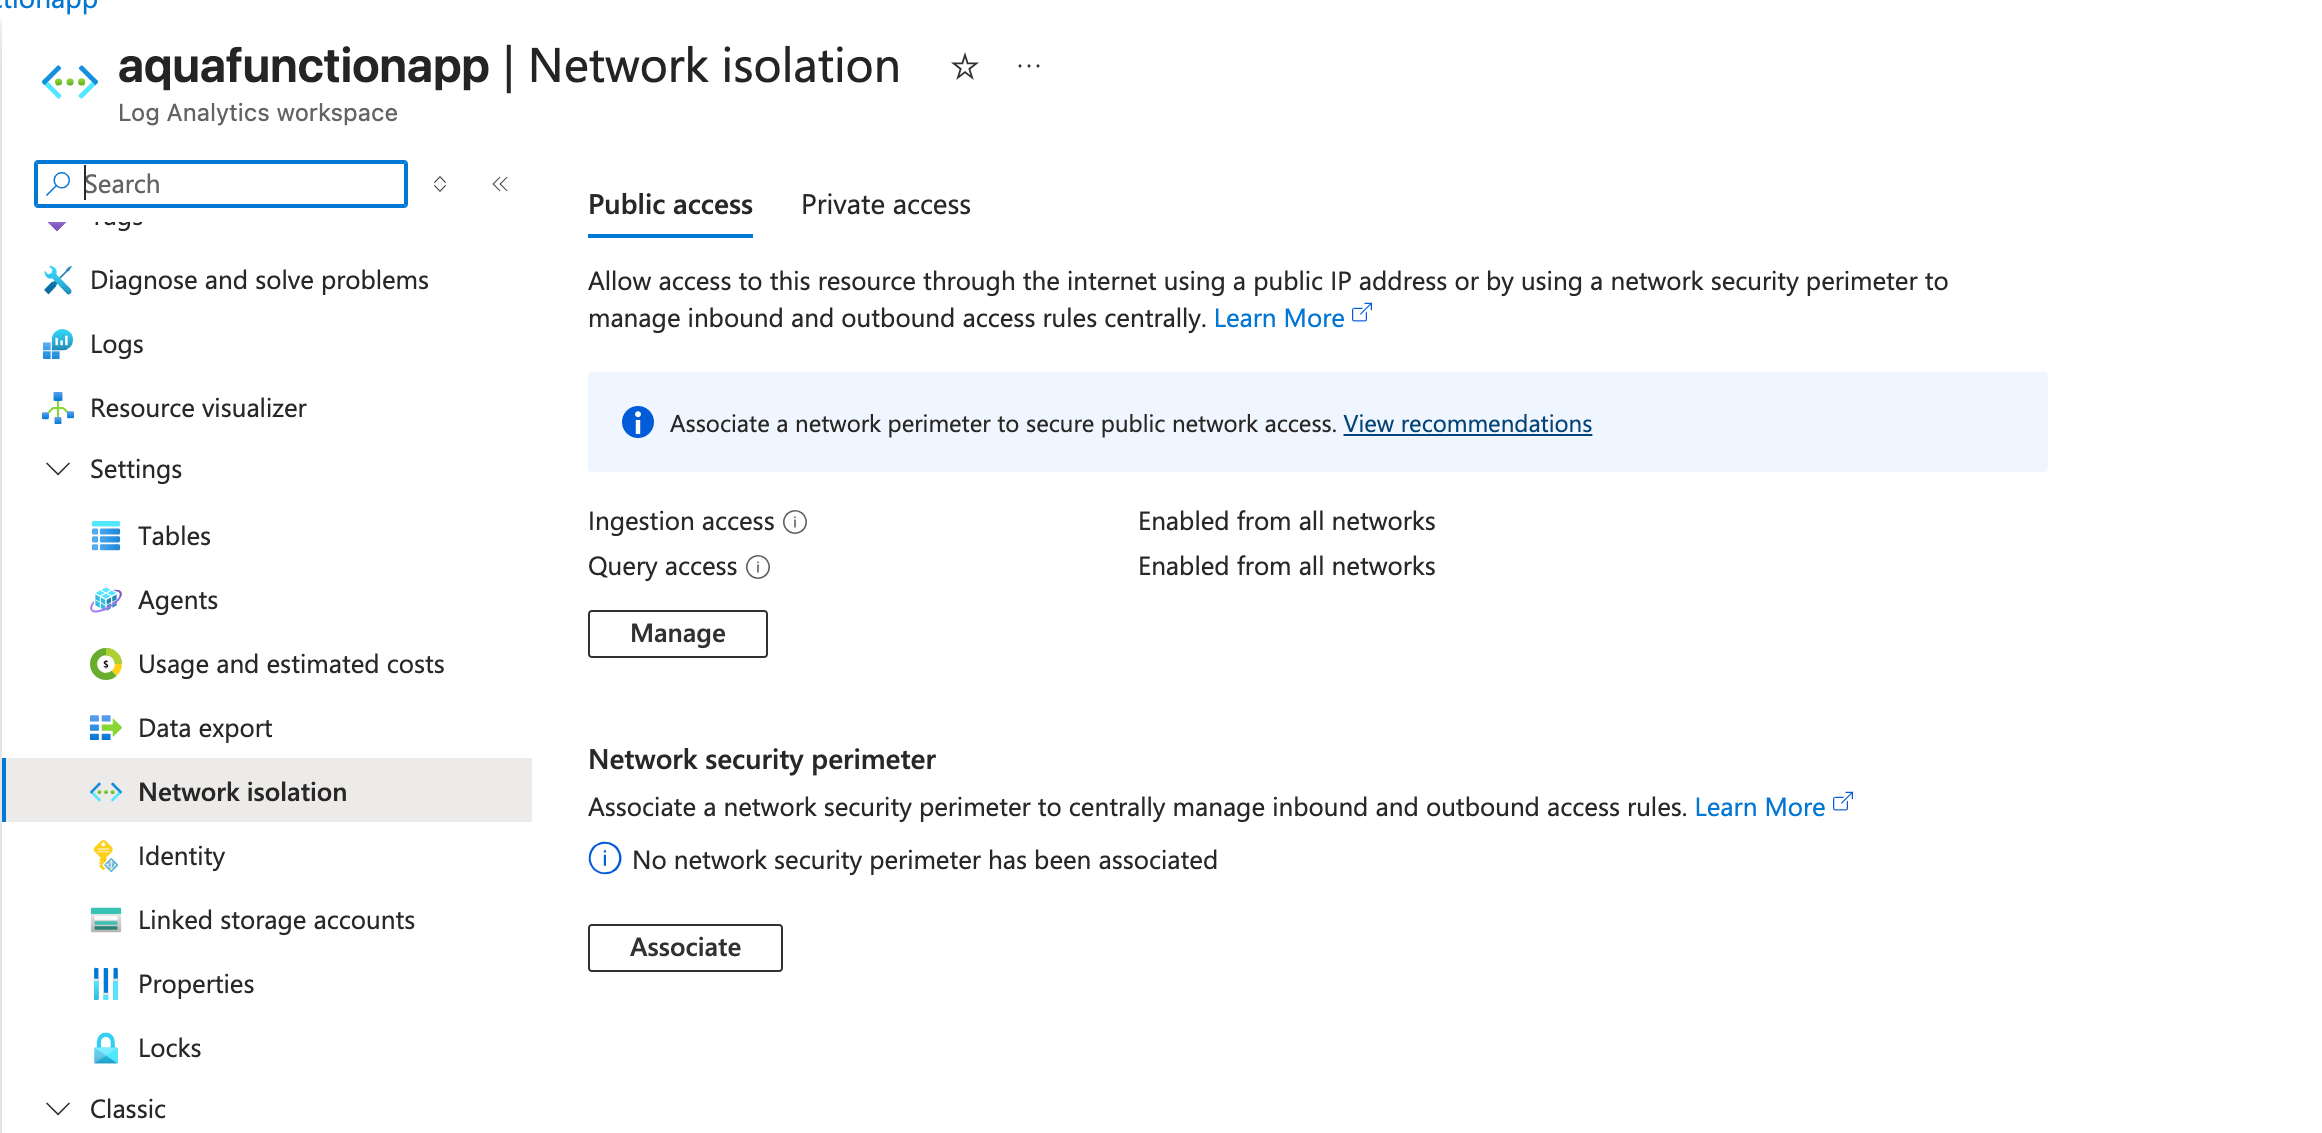 aquafunctionapp | Network isolation
Log Analytics workspace
Search
Tags
Diagnose and solve problems
Logs
Resource visualizer
Settings
Tables
Agents
Usage and estimated costs
Data export
Network isolation
Identity
Linked storage accounts
Properties
Locks
Classic
Public access
Private access
Allow access to this resource through the internet using a public IP address or by using a network security perimeter to
manage inbound and outbound access rules centrally. Learn More
Associate a network perimeter to secure public network access. View recommendations
Ingestion access Enabled from all networks
Query access Enabled from all networks
Manage
Network security perimeter
Associate a network security perimeter to centrally manage inbound and outbound access rules. Learn More
No network security perimeter has been associated
Associate